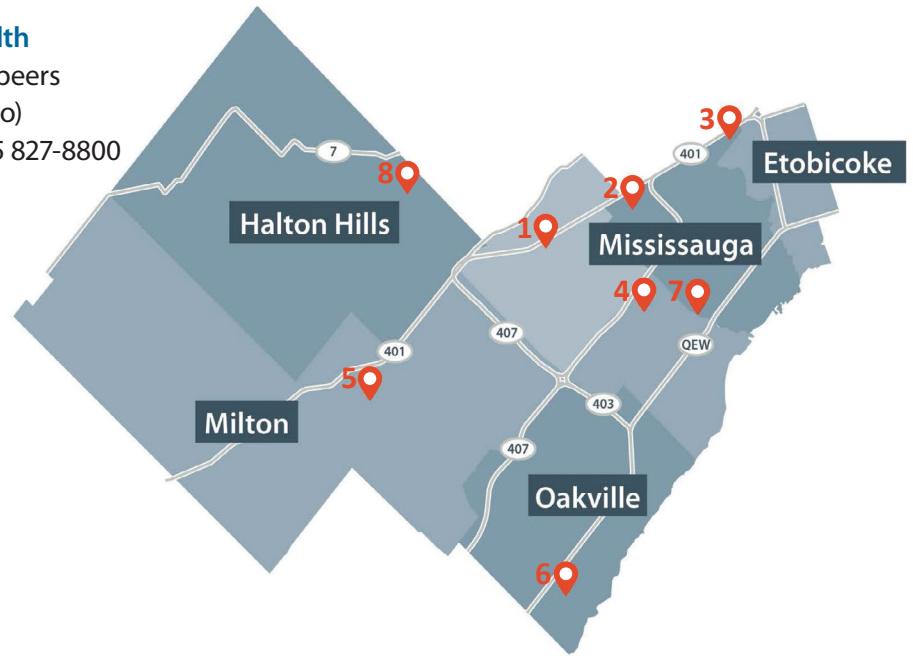 lth
peers
o)
5 827-8800
3
401
Etobicoke
7
8
2
Halton Hills
1
Mississauga
4
7
407
QEW
401
5
403
Milton
407
Oakville
6